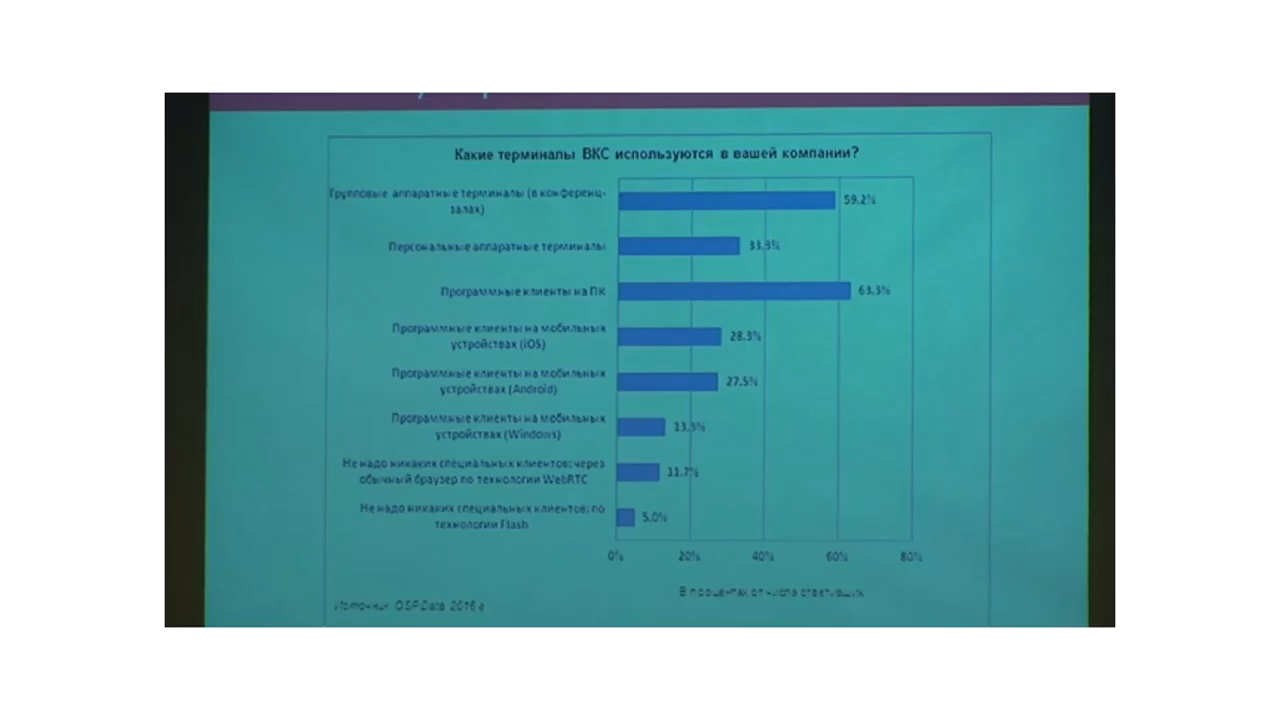 Какие терминалы ВКС используются в вашей компании?
Групповые аппаратные терминалы (в конференц-
залах)
59,2%
Персональные аппаратные терминалы
33,3%
Программные клиенты на ПК
63,3%
Программные клиенты на мобильных
устройствах (iOS)
28,3%
Программные клиенты на мобильных
устройствах (Android)
27,5%
Программные клиенты на мобильных
устройствах (Windows)
13,3%
Не надо никаких специальных клиентов: через
обычный браузер по технологии WebRTC
11,7%
Не надо никаких специальных клиентов: по
технологии Flash
5,0%
0% 20% 40% 60% 80%
В процентах от числа ответивших
Источник: OSP Data, 2016 г